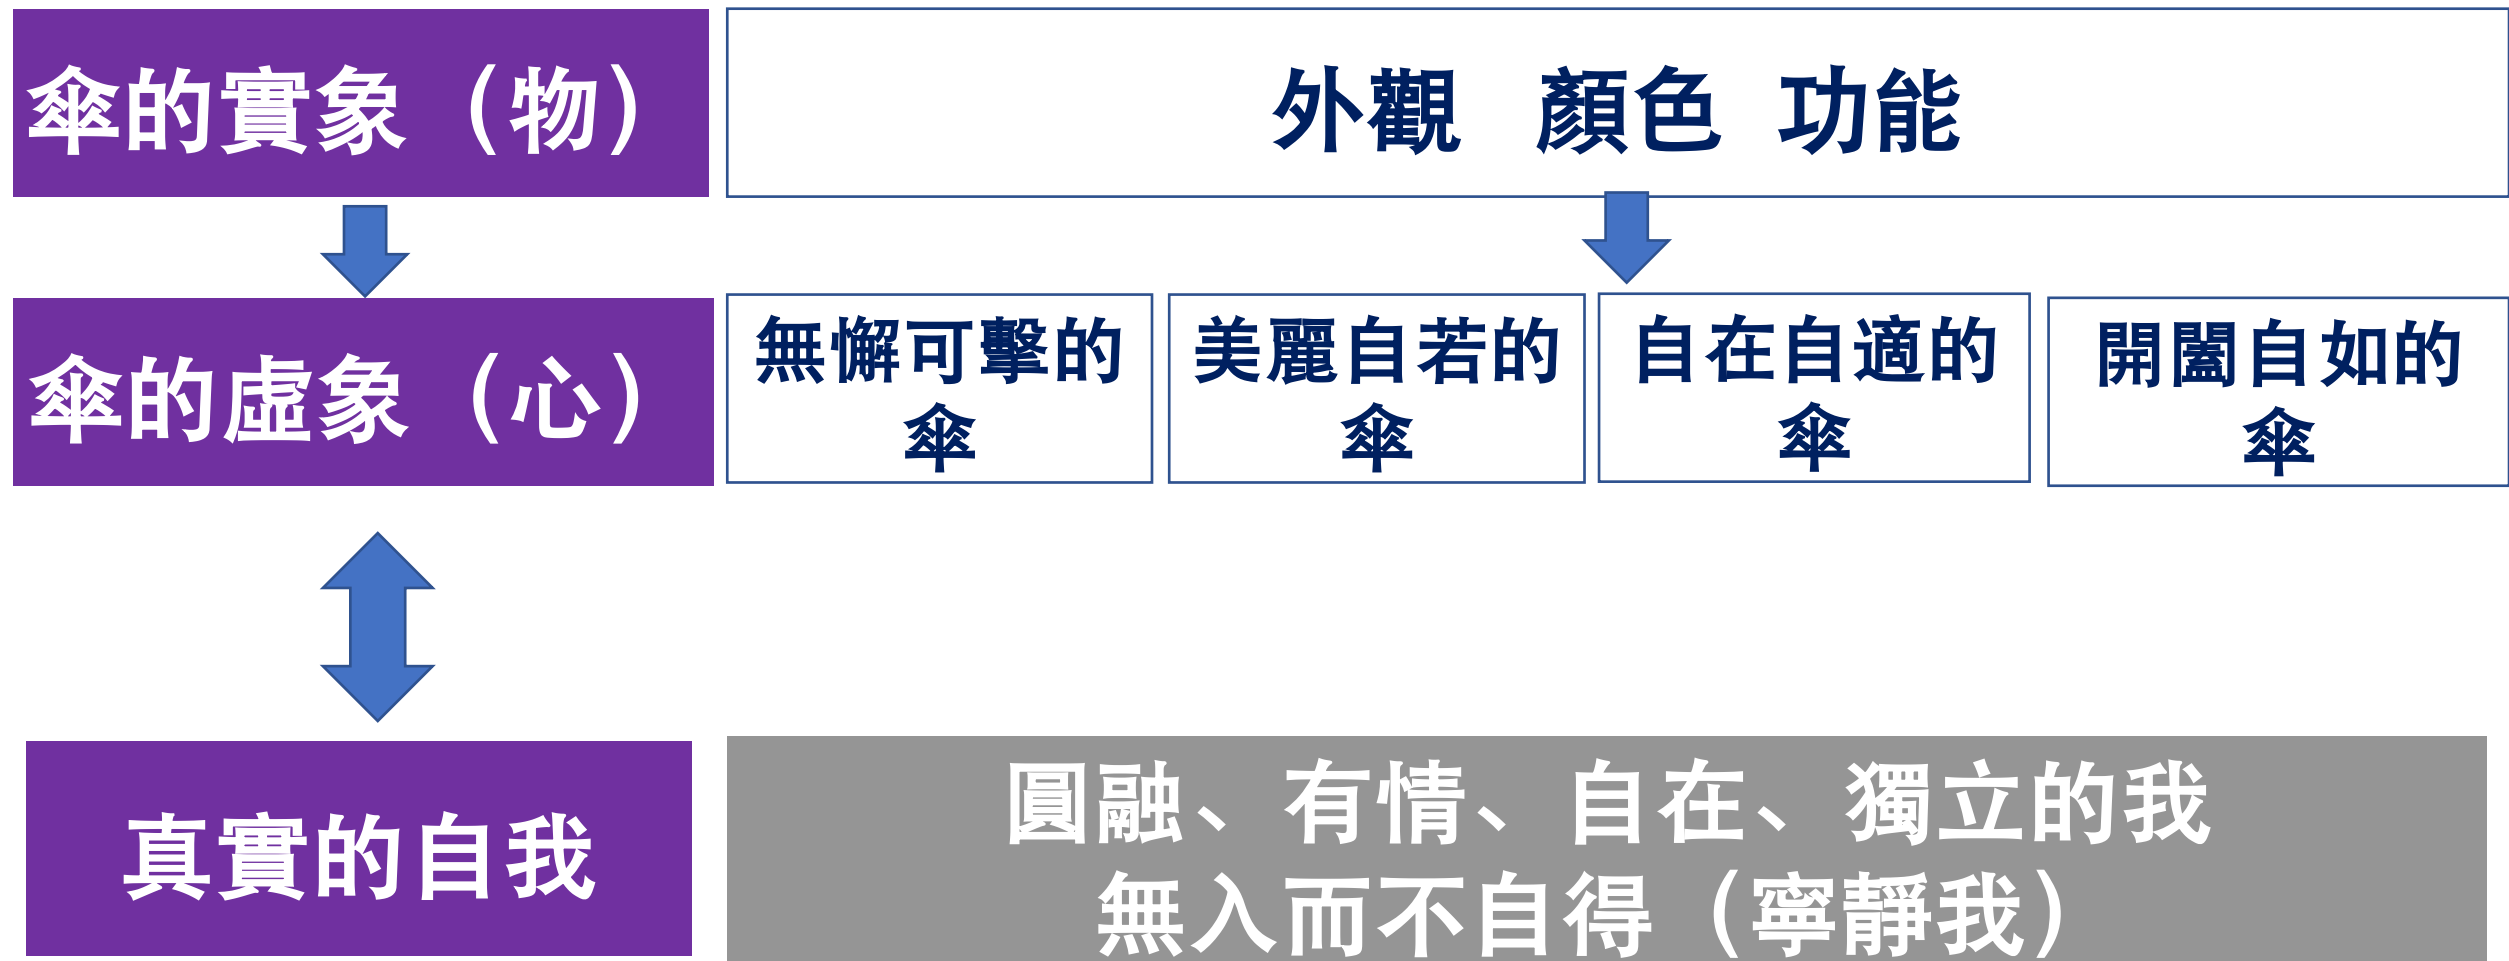 傘的實象（物）
外觀 顏色 功能
傘的虛象（心）
無懈可擊的
傘
美麗自若的
傘
自在自適的
傘
開闔自如的
傘
真實的自我
圓融、有情、自在、獨立的我
無入而不自得（寧靜我）